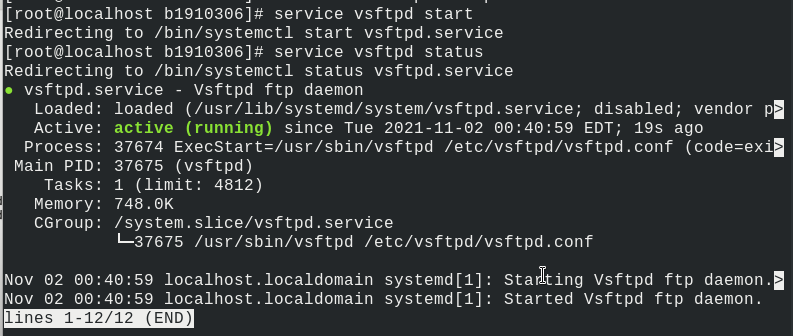 [root@localhost b1910306]# service vsftpd start
Redirecting to /bin/systemctl start vsftpd.service
[root@localhost b1910306]# service vsftpd status
Redirecting to /bin/systemctl status vsftpd.service
● vsftpd.service - Vsftpd ftp daemon
   Loaded: loaded (/usr/lib/systemd/system/vsftpd.service; disabled; vendor p>
   Active: active (running) since Tue 2021-11-02 00:40:59 EDT; 19s ago
  Process: 37674 ExecStart=/usr/sbin/vsftpd /etc/vsftpd/vsftpd.conf (code=exi>
 Main PID: 37675 (vsftpd)
    Tasks: 1 (limit: 4812)
   Memory: 748.0K
   CGroup: /system.slice/vsftpd.service
           └─37675 /usr/sbin/vsftpd /etc/vsftpd/vsftpd.conf

Nov 02 00:40:59 localhost.localdomain systemd[1]: Starting Vsftpd ftp daemon.>
Nov 02 00:40:59 localhost.localdomain systemd[1]: Started Vsftpd ftp daemon.
lines 1-12/12 (END)